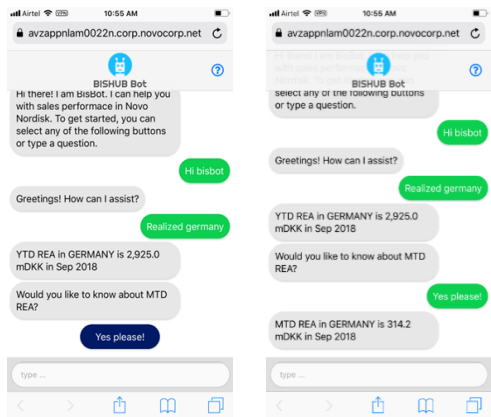 Airtel VPN
10:55 AM
avzappnlam0022n.corp.novocorp.net
?
BISHUB Bot
Hi there! I am BisBot. I can help you
with sales performace in Novo
Nordisk. To get started, you can
select any of the following buttons
or type a question.
Hi bisbot
Greetings! How can I assist?
Realized germany
YTD REA in GERMANY is 2,925.0
mDKK in Sep 2018
Would you like to know about MTD
REA?
Yes please!
type ...
Airtel VPN
10:55 AM
avzappnlam0022n.corp.novocorp.net
?
BISHUB Bot
select any of the following buttons
or type a question.
Hi bisbot
Greetings! How can I assist?
Realized germany
YTD REA in GERMANY is 2,925.0
mDKK in Sep 2018
Would you like to know about MTD
REA?
Yes please!
MTD REA in GERMANY is 314.2
mDKK in Sep 2018
type ...